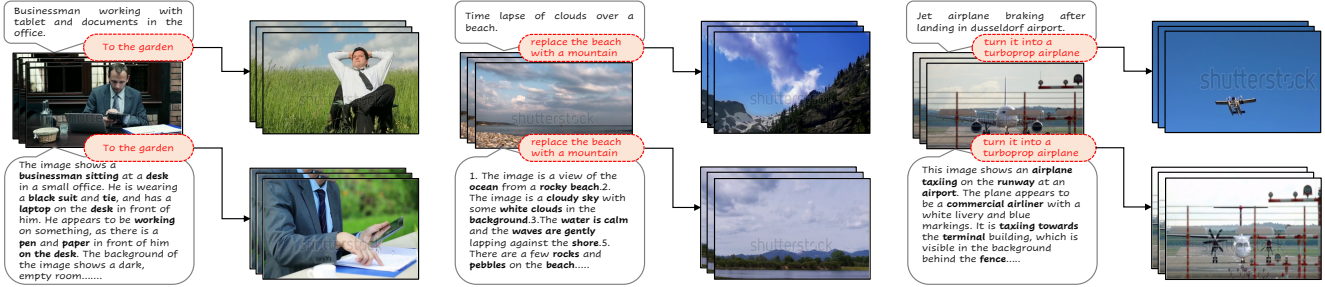 Businessman working with
tablet and documents in the
office.
To the garden
To the garden
The image shows a
businessman sitting at a desk
in a small office. He is wearing
a black suit and tie, and has a
laptop on the desk in front of
him. He appears to be working
on something, as there is a
pen and paper in front of him
on the desk. The background of
the image shows a dark,
empty room.......
shutterstock
shutterstock
Time lapse of clouds over a
beach.
replace the beach
with a mountain
shutterstock
replace the beach
with a mountain
1. The image is a view of the
ocean from a rocky beach.2.
The image is a cloudy sky with
some white clouds in the
background.3.The water is calm
and the waves are gently
lapping against the shore.5.
There are a few rocks and
pebbles on the beach.....
shutterstock
shutterstock
Jet airplane braking after
landing in dusseldorf airport.
turn it into a
turboprop airplane
shutterstock
turn it into a
turboprop airplane
This image shows an airplane
taxiing on the runway at an
airport. The plane appears to
be a commercial airliner with a
white livery and blue
markings. It is taxiing towards
the terminal building, which is
visible in the background
behind the fence.....
shutterstock
shutterstock